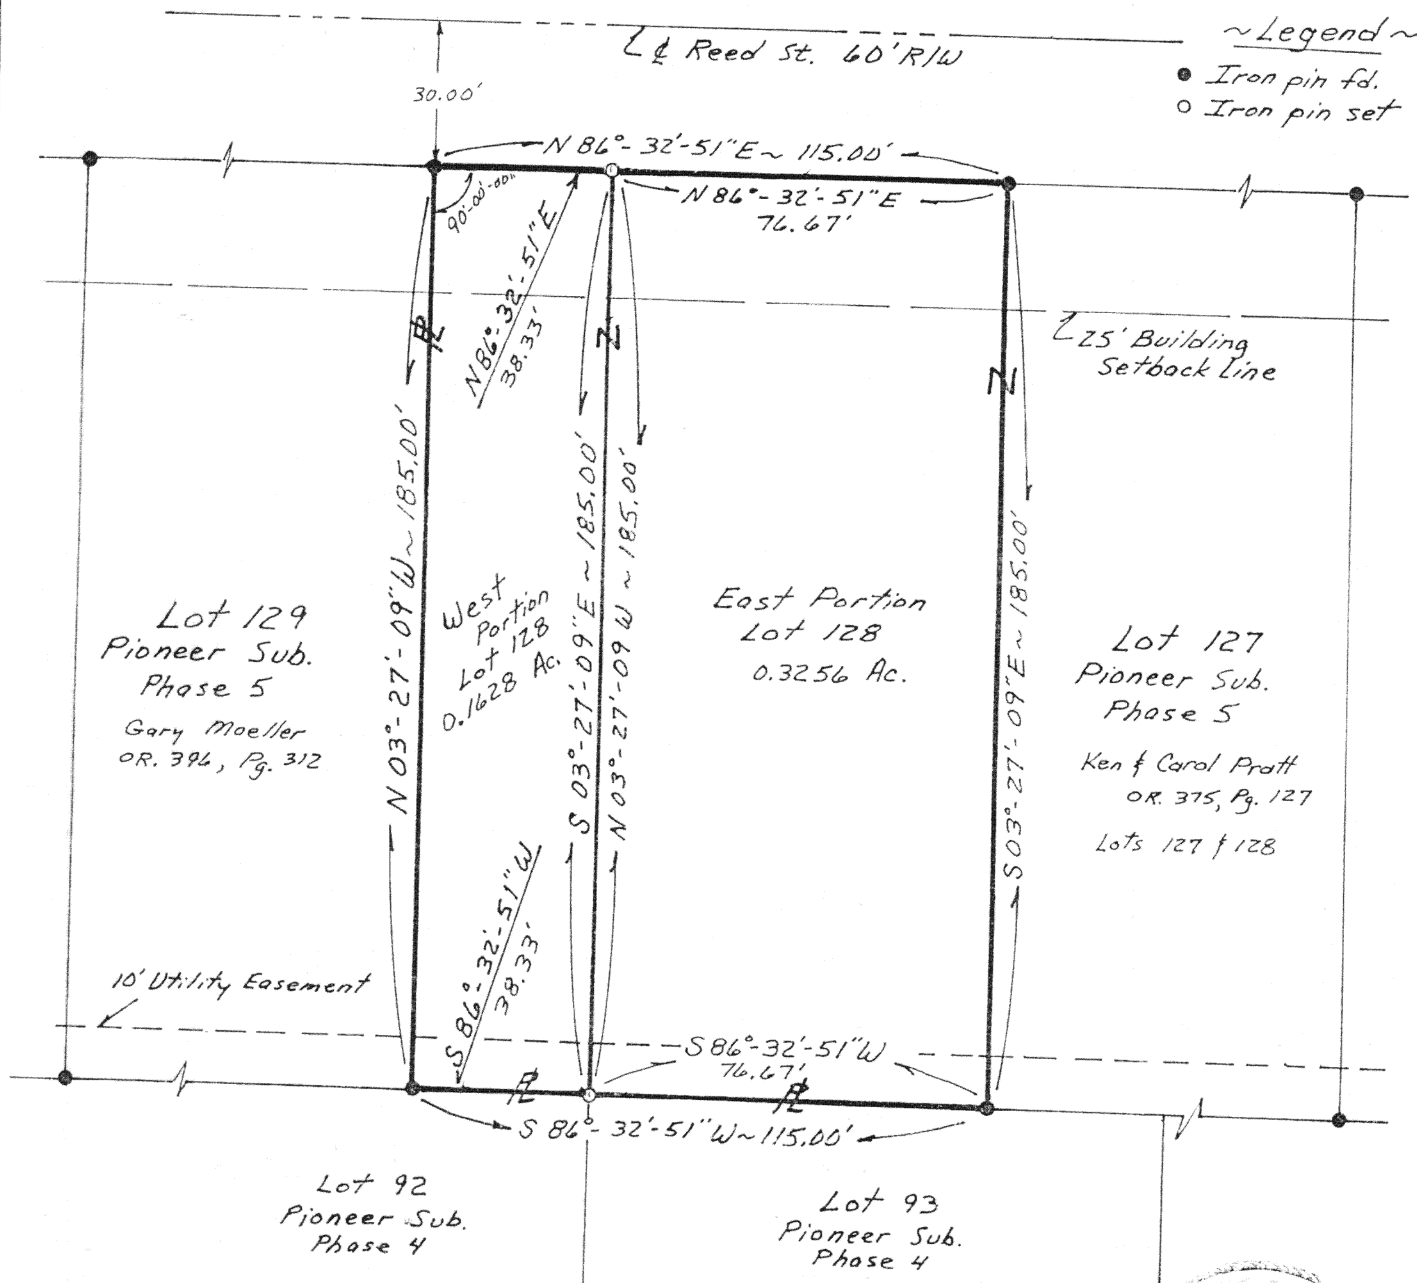 ~Legend~
℄ Reed St. 60' R/W
● Iron pin fd.
○ Iron pin set
30.00'
N 86°-32'-51"E ~ 115.00'
N 86°-32'-51"E
76.67'
90°-00'-00"
N 86°-32'-51"E
38.33'
25' Building
Setback Line
N 03°-27'-09"W ~ 185.00'
S 03°-27'-09"E ~ 185.00'
N 03°-27'-09 W ~ 185.00'
S 03°-27'-09"E ~ 185.00'
Lot 129
Pioneer Sub.
Phase 5
Gary Moeller
OR. 396, Pg. 312
West
Portion
Lot 128
0.1628 Ac.
East Portion
Lot 128
0.3256 Ac.
Lot 127
Pioneer Sub.
Phase 5
Ken & Carol Pratt
OR. 375, Pg. 127
Lots 127 & 128
S 86°-32'-51"W
38.33'
10' Utility Easement
S 86°-32'-51"W
76.67'
S 86°-32'-51"W ~ 115.00'
Lot 92
Pioneer Sub.
Phase 4
Lot 93
Pioneer Sub.
Phase 4